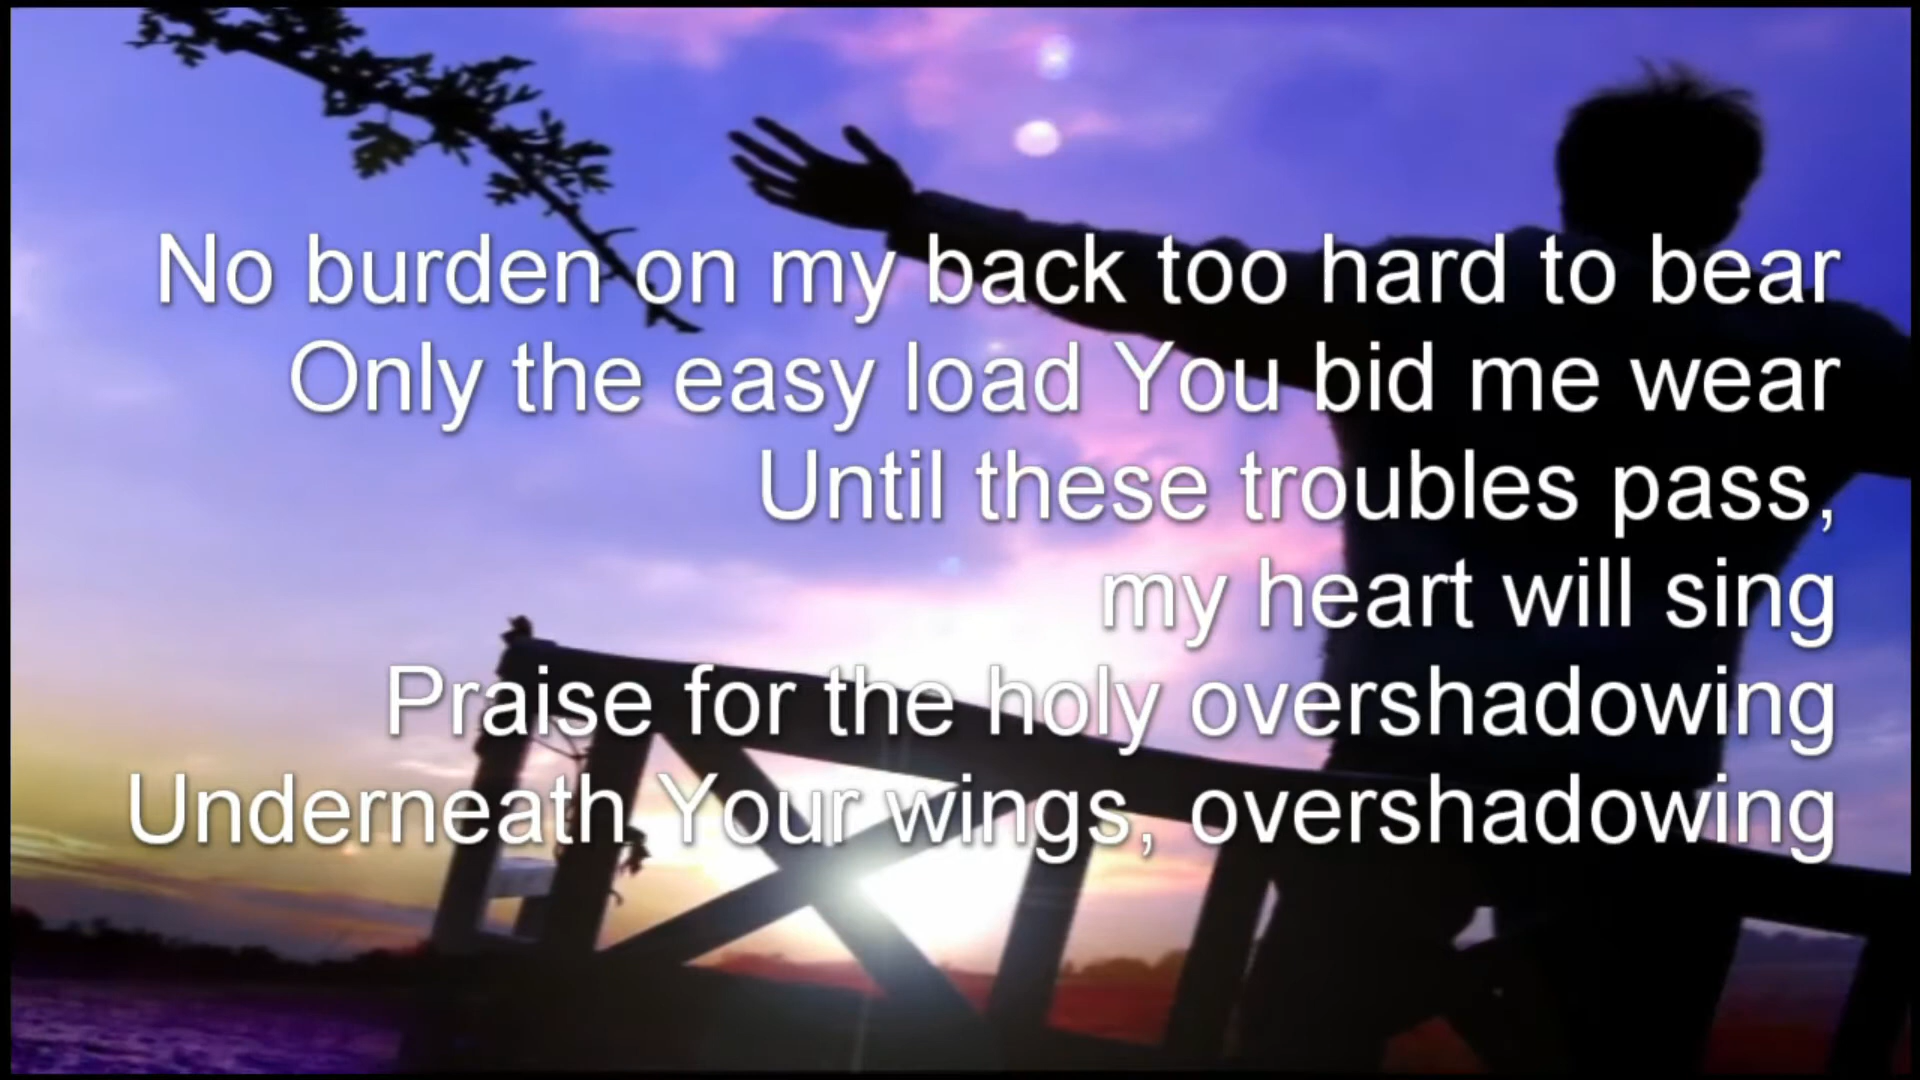 No burden on my back too hard to bear
Only the easy load You bid me wear
Until these troubles pass,
my heart will sing
Praise for the holy overshadowing
Underneath Your wings, overshadowing